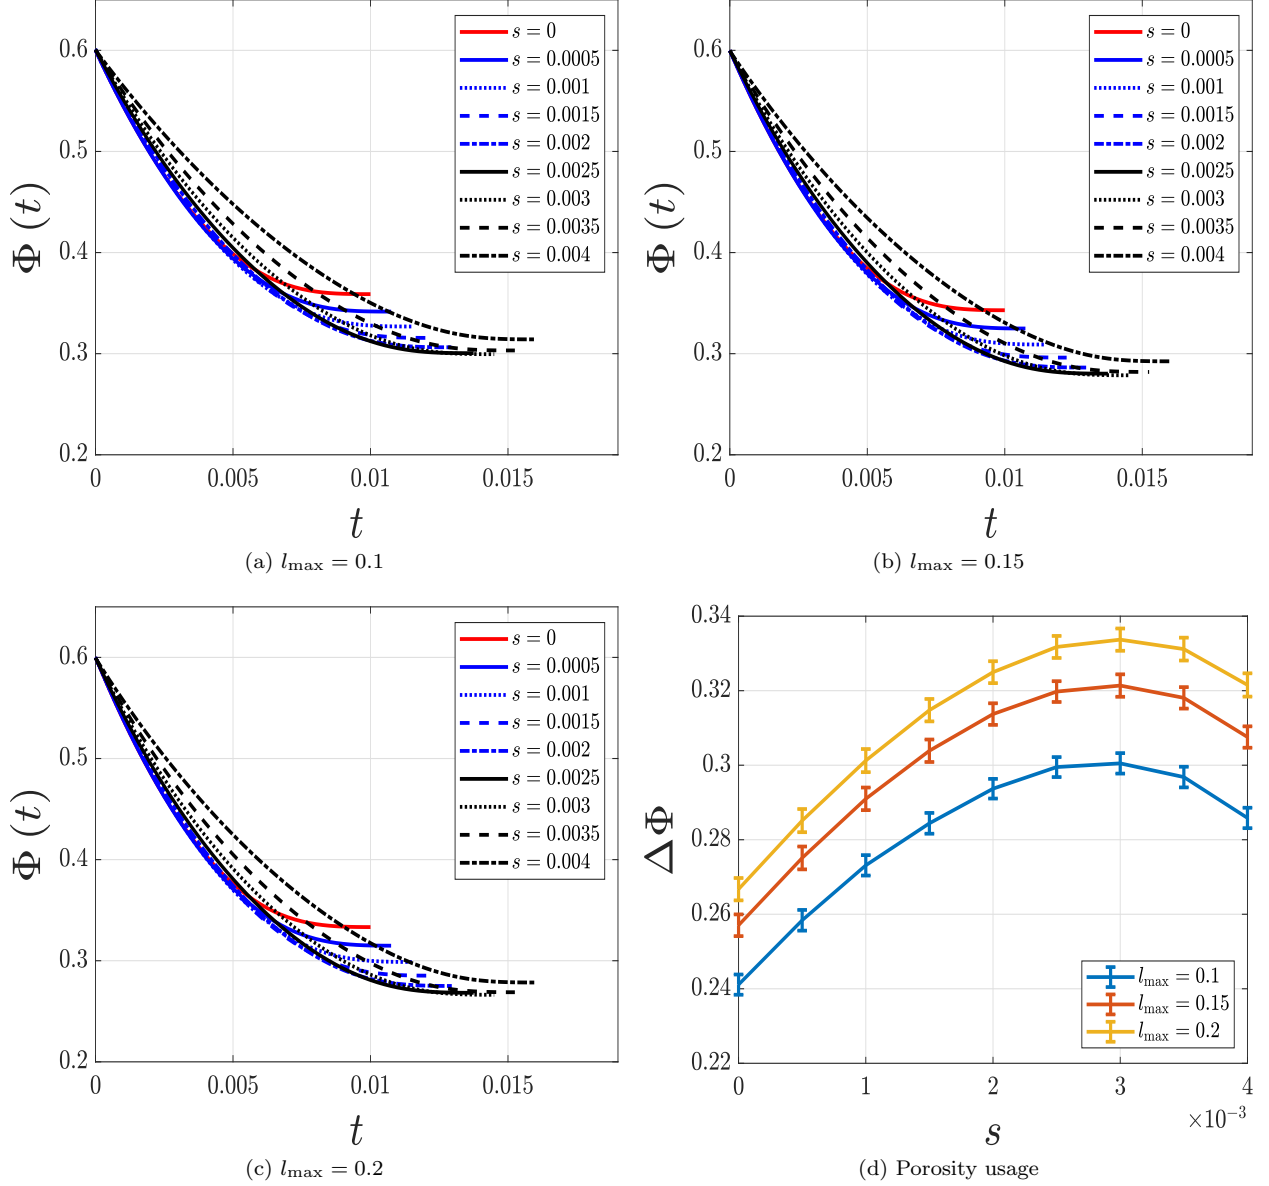 0.6
0.5
0.4
0.3
0.2
Φ (t)
0
0.005
0.01
0.015
t
s = 0
s = 0.0005
s = 0.001
s = 0.0015
s = 0.002
s = 0.0025
s = 0.003
s = 0.0035
s = 0.004
(a) l_max = 0.1
0.6
0.5
0.4
0.3
0.2
Φ (t)
0
0.005
0.01
0.015
t
s = 0
s = 0.0005
s = 0.001
s = 0.0015
s = 0.002
s = 0.0025
s = 0.003
s = 0.0035
s = 0.004
(b) l_max = 0.15
0.6
0.5
0.4
0.3
0.2
Φ (t)
0
0.005
0.01
0.015
t
s = 0
s = 0.0005
s = 0.001
s = 0.0015
s = 0.002
s = 0.0025
s = 0.003
s = 0.0035
s = 0.004
(c) l_max = 0.2
0.34
0.32
0.3
0.28
0.26
0.24
0.22
ΔΦ
0
1
2
3
4
×10⁻³
s
l_max = 0.1
l_max = 0.15
l_max = 0.2
(d) Porosity usage